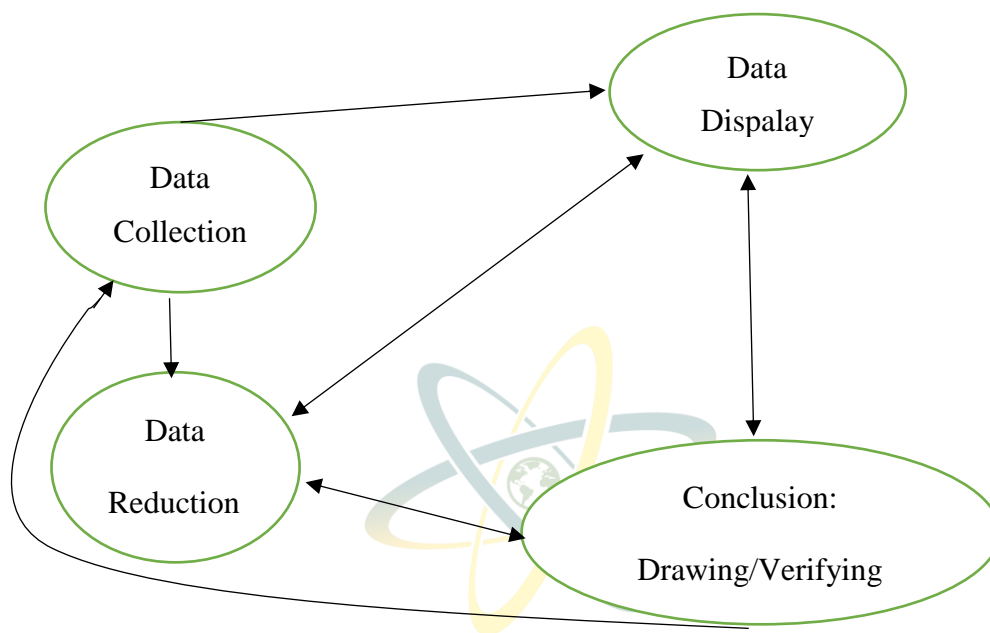 Data
Collection
Data
Dispalay
Data
Reduction
Conclusion:
Drawing/Verifying